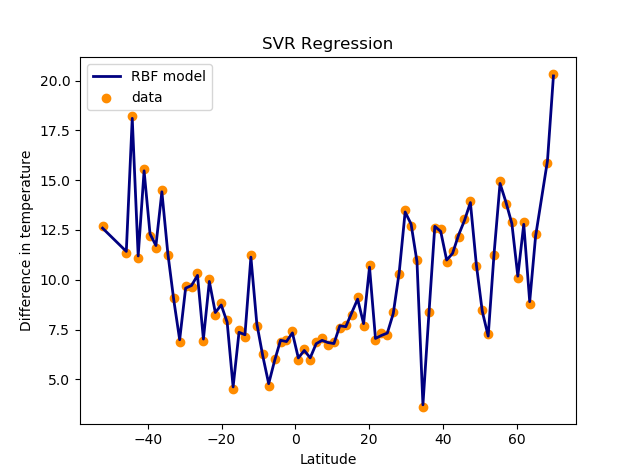 SVR Regression
RBF model
data
20.0
17.5
15.0
12.5
10.0
7.5
5.0
Difference in temperature
−40
−20
0
20
40
60
Latitude